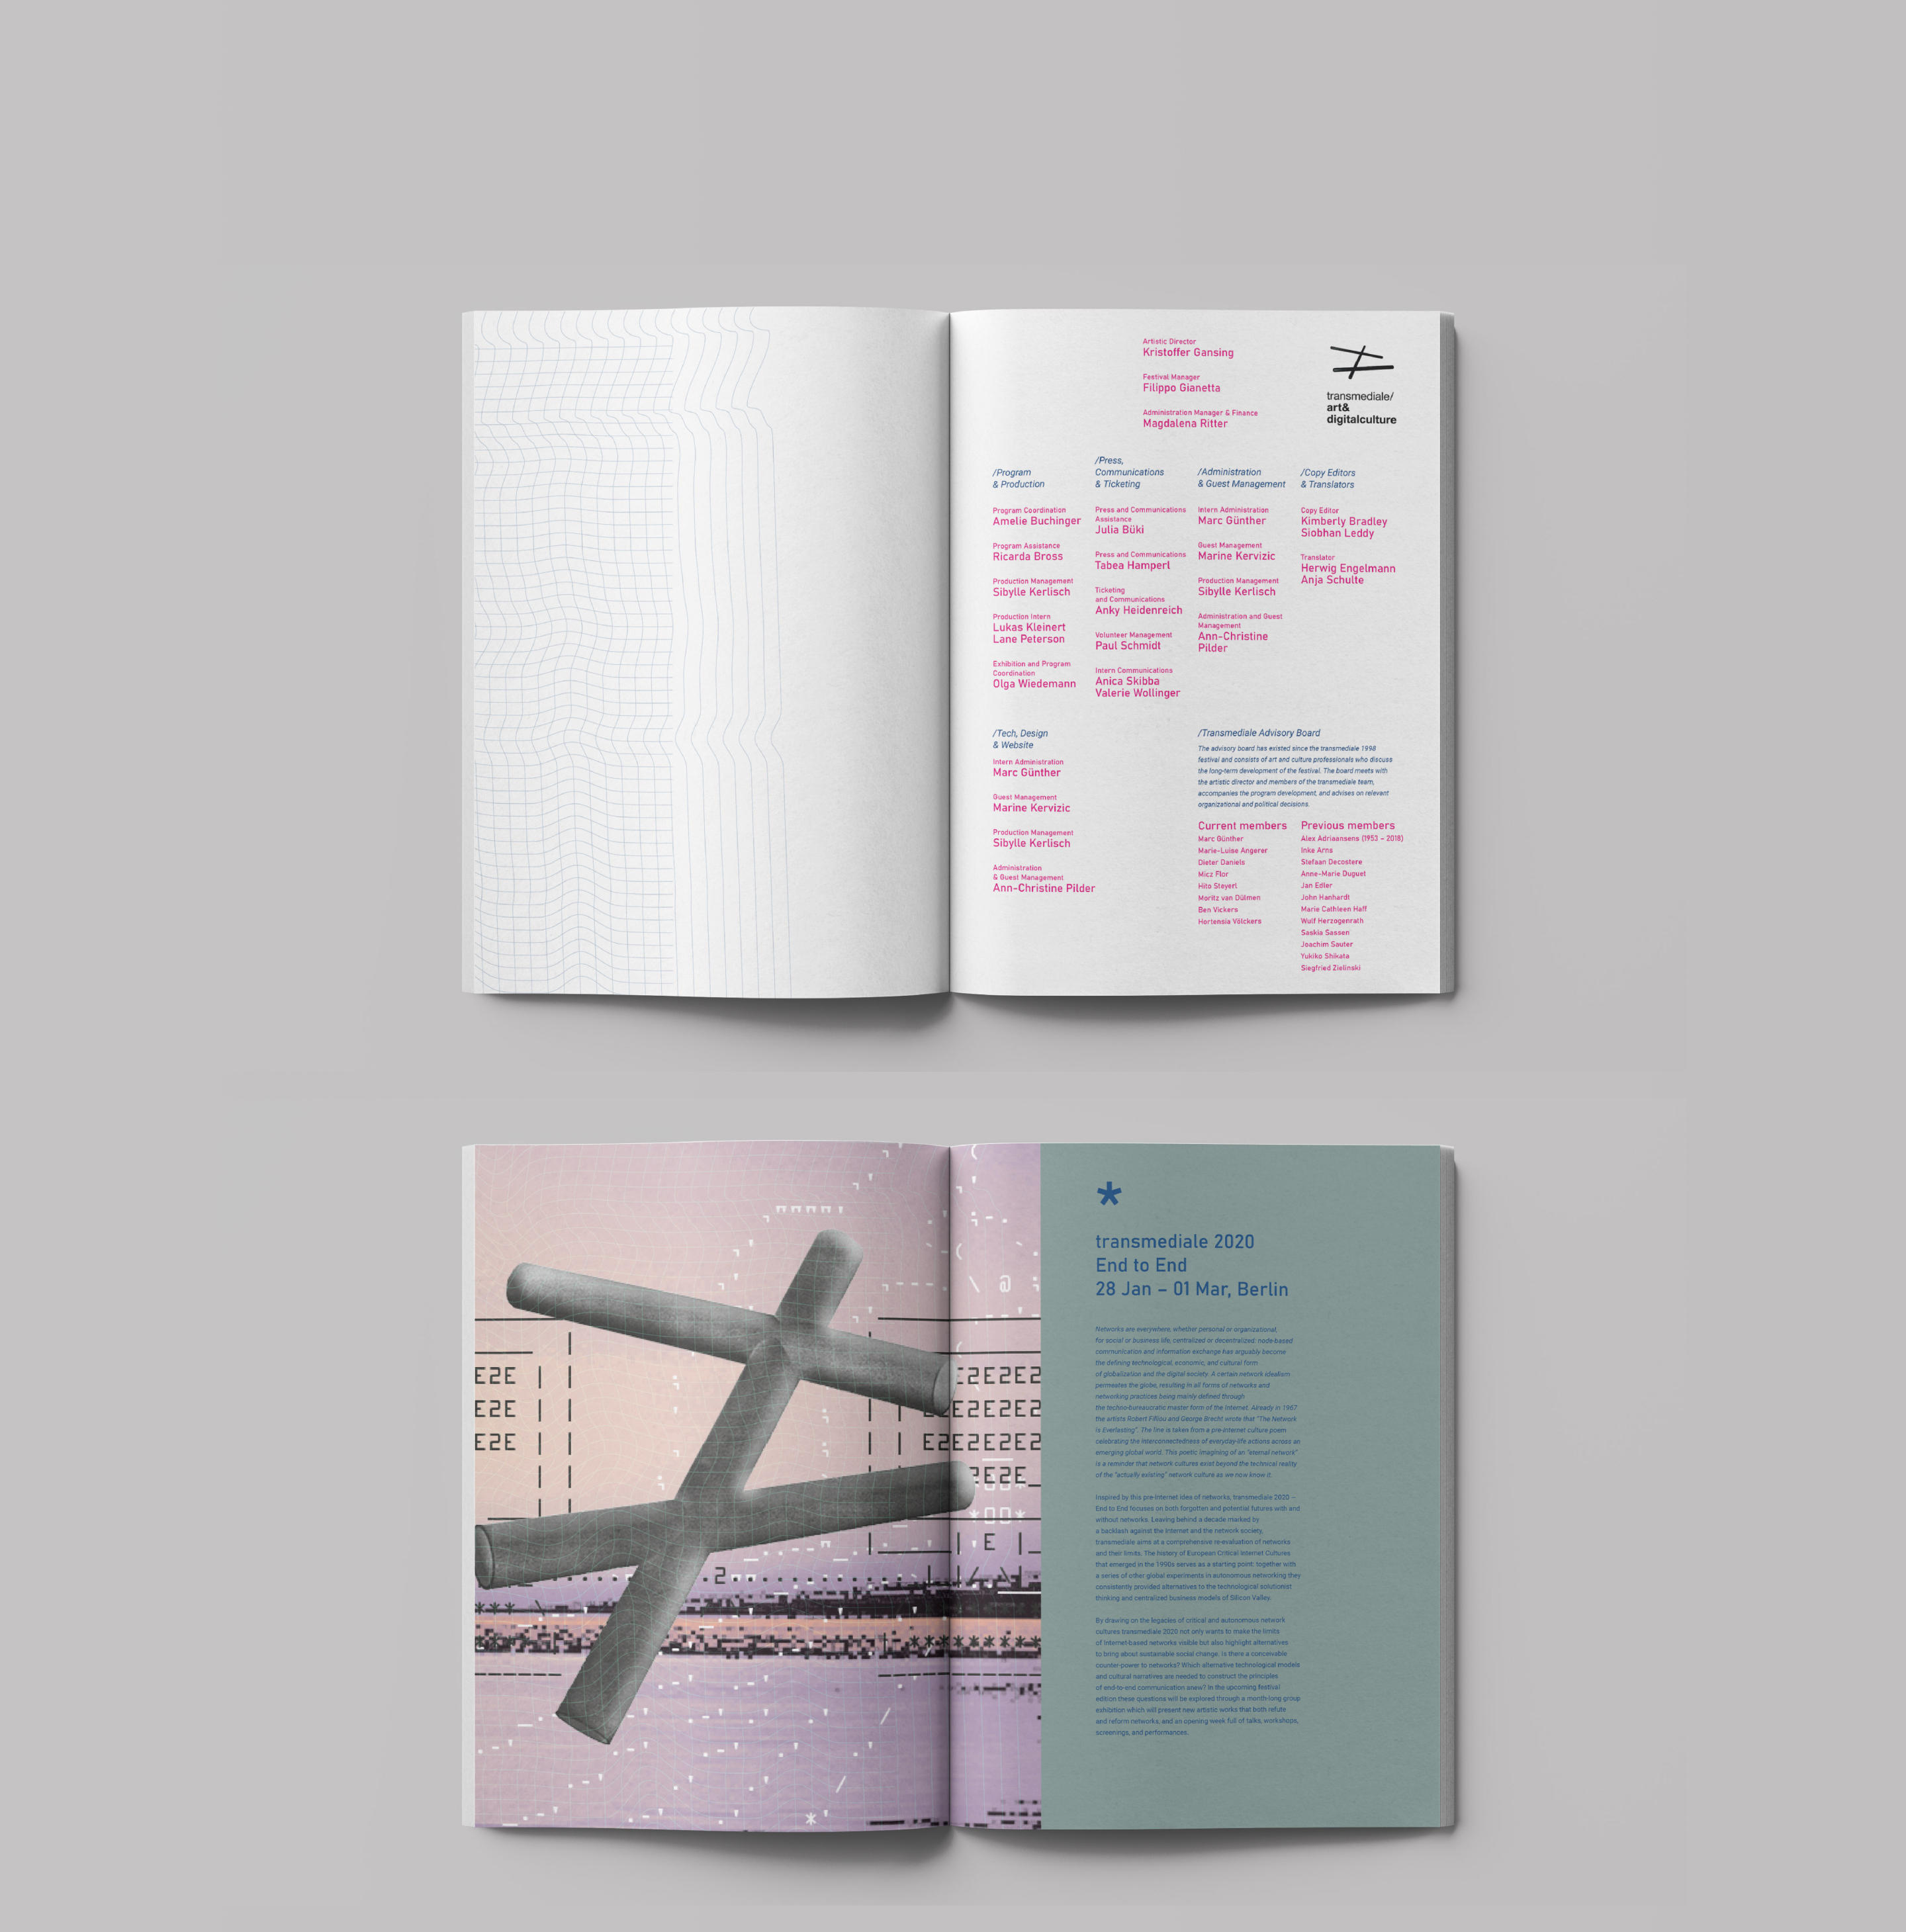 Artistic Director
Kristoffer Gansing
Festival Manager
Filippo Gianetta
Administration Manager & Finance
Magdalena Ritter
transmediale/
art&
digitalculture
/Program
& Production
Program Coordination
Amelie Buchinger
Program Assistance
Ricarda Bross
Production Management
Sibylle Kerlisch
Production Intern
Lukas Kleinert
Lane Peterson
Exhibition and Program
Coordination
Olga Wiedemann
/Press,
Communications
& Ticketing
Press and Communications
Assistance
Julia Büki
Press and Communications
Tabea Hamperl
Ticketing
and Communications
Anky Heidenreich
Volunteer Management
Paul Schmidt
Intern Communications
Anica Skibba
Valerie Wollinger
/Administration
& Guest Management
Intern Administration
Marc Günther
Guest Management
Marine Kervizic
Production Management
Sibylle Kerlisch
Administration and Guest
Management
Ann-Christine
Pilder
/Copy Editors
& Translators
Copy Editor
Kimberly Bradley
Siobhan Leddy
Translator
Herwig Engelmann
Anja Schulte
/Tech, Design
& Website
Intern Administration
Marc Günther
Guest Management
Marine Kervizic
Production Management
Sibylle Kerlisch
Administration
& Guest Management
Ann-Christine Pilder
/Transmediale Advisory Board
The advisory board has existed since the transmediale 1998
festival and consists of art and culture professionals who discuss
the long-term development of the festival. The board meets with
the artistic director and members of the transmediale team,
accompanies the program development, and advises on relevant
organizational and political decisions.
Current members
Marc Günther
Marie-Luise Angerer
Dieter Daniels
Micz Flor
Hito Steyerl
Moritz van Dülmen
Ben Vickers
Hortensia Völckers
Previous members
Alex Adriaansens (1953 – 2018)
Inke Arns
Stefaan Decostere
Anne-Marie Duguet
Jan Edler
John Hanhardt
Marie Cathleen Haff
Wulf Herzogenrath
Saskia Sassen
Joachim Sauter
Yukiko Shikata
Siegfried Zielinski
E2E
E2E
E2E
E2E2E2
E2E2E2E2
E2E2E2E2
2E2E
*00*
E
2
@
*
transmediale 2020
End to End
28 Jan – 01 Mar, Berlin
Networks are everywhere, whether personal or organizational,
for social or business life, centralized or decentralized: node-based
communication and information exchange has arguably become
the defining technological, economic, and cultural form
of globalization and the digital society. A certain network idealism
permeates the globe, resulting in all forms of networks and
networking practices being mainly defined through
the techno-bureaucratic master form of the Internet. Already in 1967
the artists Robert Filliou and George Brecht wrote that "The Network
is Everlasting". The line is taken from a pre-Internet culture poem
celebrating the interconnectedness of everyday-life actions across an
emerging global world. This poetic imagining of an "eternal network"
is a reminder that network cultures exist beyond the technical reality
of the "actually existing" network culture as we now know it.
Inspired by this pre-Internet idea of networks, transmediale 2020 —
End to End focuses on both forgotten and potential futures with and
without networks. Leaving behind a decade marked by
a backlash against the Internet and the network society,
transmediale aims at a comprehensive re-evaluation of networks
and their limits. The history of European Critical Internet Cultures
that emerged in the 1990s serves as a starting point: together with
a series of other global experiments in autonomous networking they
consistently provided alternatives to the technological solutionist
thinking and centralized business models of Silicon Valley.
By drawing on the legacies of critical and autonomous network
cultures transmediale 2020 not only wants to make the limits
of Internet-based networks visible but also highlight alternatives
to bring about sustainable social change. Is there a conceivable
counter-power to networks? Which alternative technological models
and cultural narratives are needed to construct the principles
of end-to-end communication anew? In the upcoming festival
edition these questions will be explored through a month-long group
exhibition which will present new artistic works that both refute
and reform networks, and an opening week full of talks, workshops,
screenings, and performances.